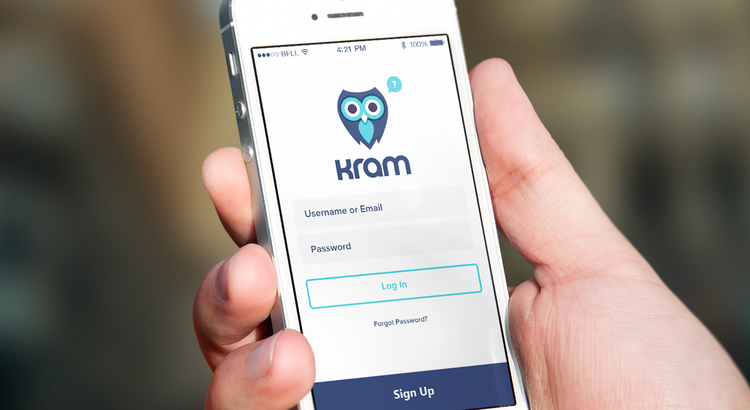 BELL 4:21 PM 100%
?
kram
Username or Email
Password
Log In
Forgot Password?
Sign Up